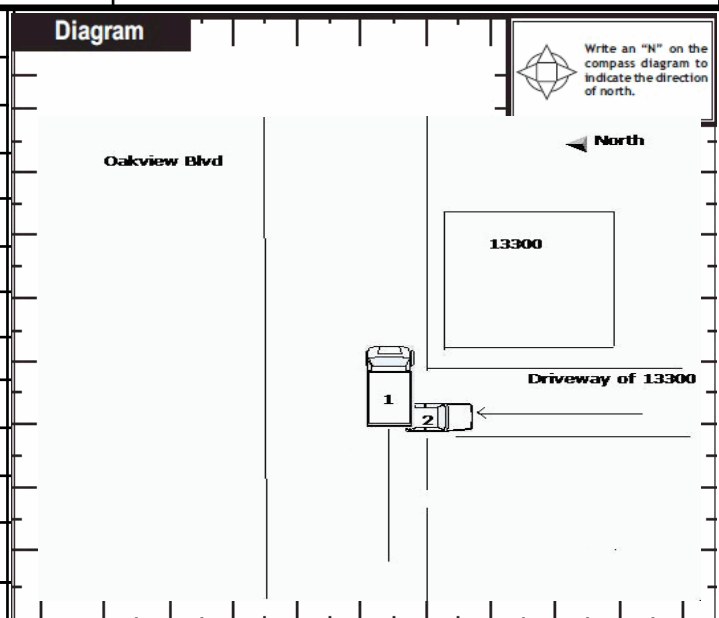 Diagram
Write an “N” on the
compass diagram to
indicate the direction
of north.
North
Oakview Blvd
13300
Driveway of 13300
1
2